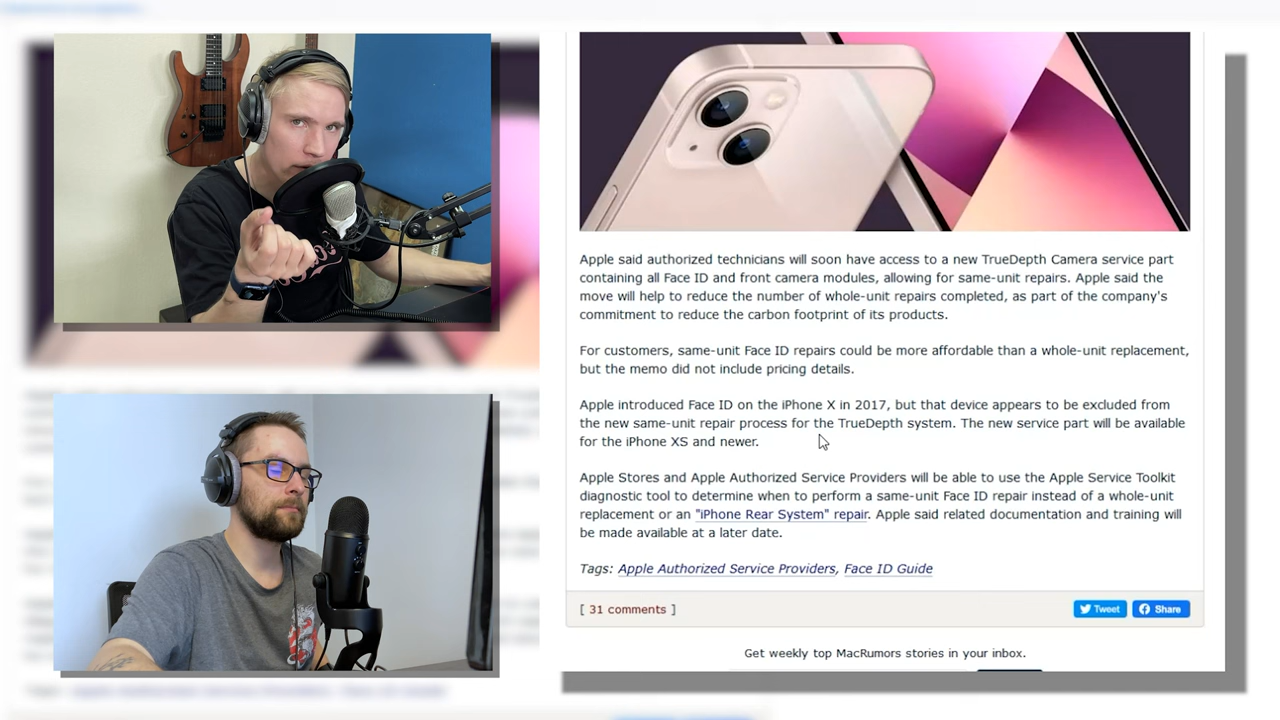 Apple said authorized technicians will soon have access to a new TrueDepth Camera service part
containing all Face ID and front camera modules, allowing for same-unit repairs. Apple said the
move will help to reduce the number of whole-unit repairs completed, as part of the company's
commitment to reduce the carbon footprint of its products.
For customers, same-unit Face ID repairs could be more affordable than a whole-unit replacement,
but the memo did not include pricing details.
Apple introduced Face ID on the iPhone X in 2017, but that device appears to be excluded from
the new same-unit repair process for the TrueDepth system. The new service part will be available
for the iPhone XS and newer.
Apple Stores and Apple Authorized Service Providers will be able to use the Apple Service Toolkit
diagnostic tool to determine when to perform a same-unit Face ID repair instead of a whole-unit
replacement or an "iPhone Rear System" repair. Apple said related documentation and training will
be made available at a later date.
Tags: Apple Authorized Service Providers, Face ID Guide
[ 31 comments ]
Tweet
Share
Get weekly top MacRumors stories in your inbox.